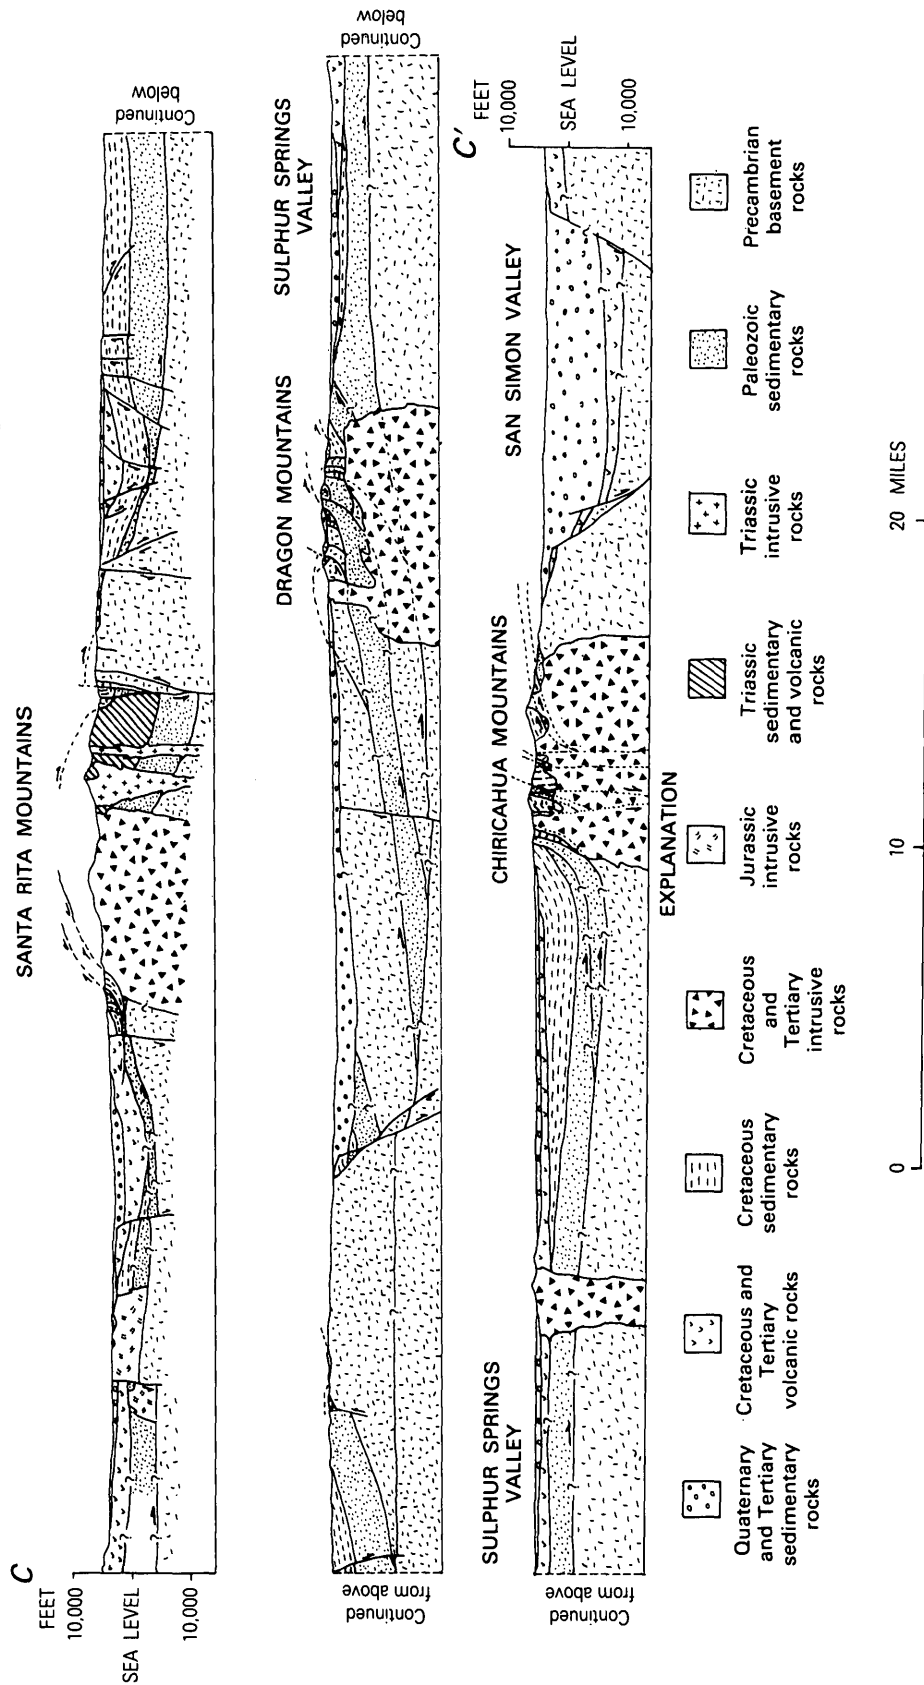 C
FEET
10,000
SEA LEVEL
10,000
SANTA RITA MOUNTAINS
Continued
below
Continued
from above
DRAGON MOUNTAINS
SULPHUR SPRINGS
VALLEY
Continued
below
Continued
from above
SULPHUR SPRINGS
VALLEY
CHIRICAHUA MOUNTAINS
SAN SIMON VALLEY
C'
FEET
10,000
SEA LEVEL
10,000
EXPLANATION
Quaternary
and Tertiary
sedimentary
rocks
Cretaceous and
Tertiary
volcanic rocks
Cretaceous
sedimentary
rocks
Cretaceous
and
Tertiary
intrusive
rocks
Jurassic
intrusive
rocks
Triassic
sedimentary
and volcanic
rocks
Triassic
intrusive
rocks
Paleozoic
sedimentary
rocks
Precambrian
basement
rocks
0
10
20 MILES